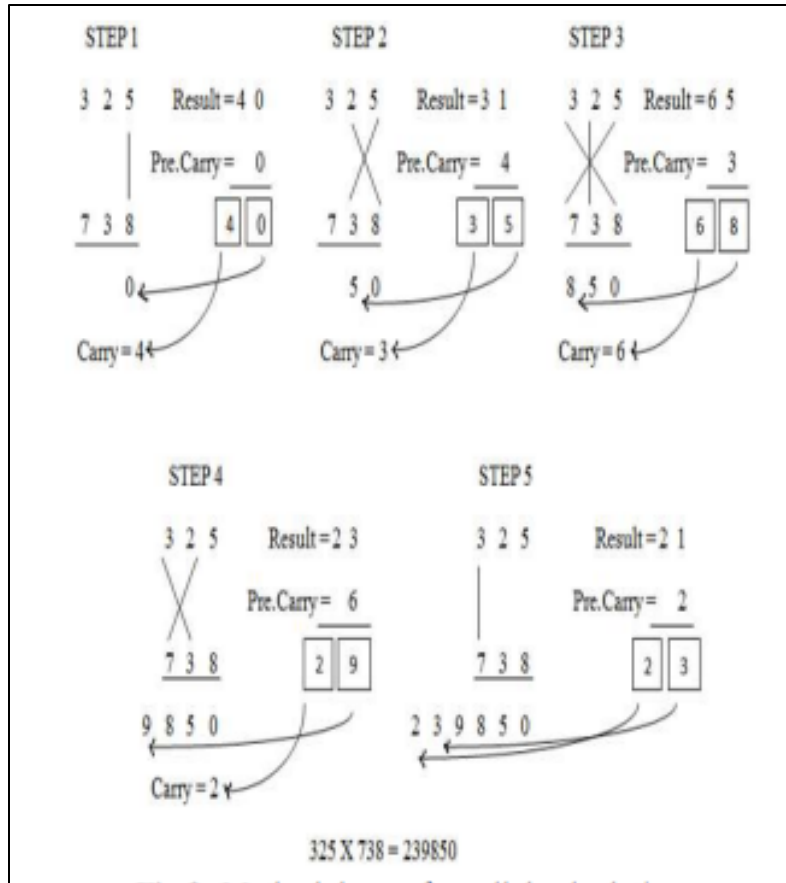 STEP 1 STEP 2 STEP 3
3 2 5 Result = 4 0 3 2 5 Result = 3 1 3 2 5 Result = 6 5
Pre.Carry = 0 Pre.Carry = 4 Pre.Carry = 3
7 3 8 4 0 7 3 8 3 5 7 3 8 6 8
0 5 0 8 5 0
Carry = 4 Carry = 3 Carry = 6
STEP 4 STEP 5
3 2 5 Result = 2 3 3 2 5 Result = 2 1
Pre.Carry = 6 Pre.Carry = 2
7 3 8 2 9 7 3 8 2 3
9 8 5 0 2 3 9 8 5 0
Carry = 2
325 X 738 = 239850